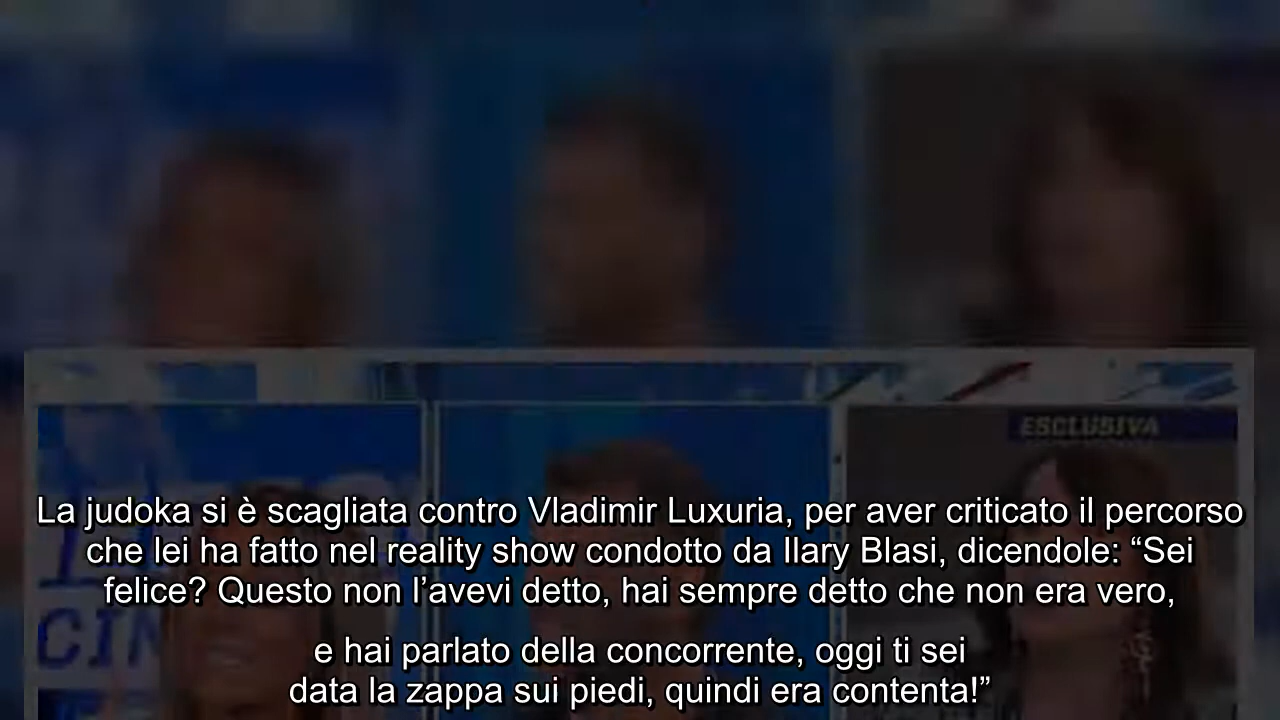 ESCLUSIVA
La judoka si è scagliata contro Vladimir Luxuria, per aver criticato il percorso
che lei ha fatto nel reality show condotto da Ilary Blasi, dicendole: “Sei
felice? Questo non l’avevi detto, hai sempre detto che non era vero,
e hai parlato della concorrente, oggi ti sei
data la zappa sui piedi, quindi era contenta!”